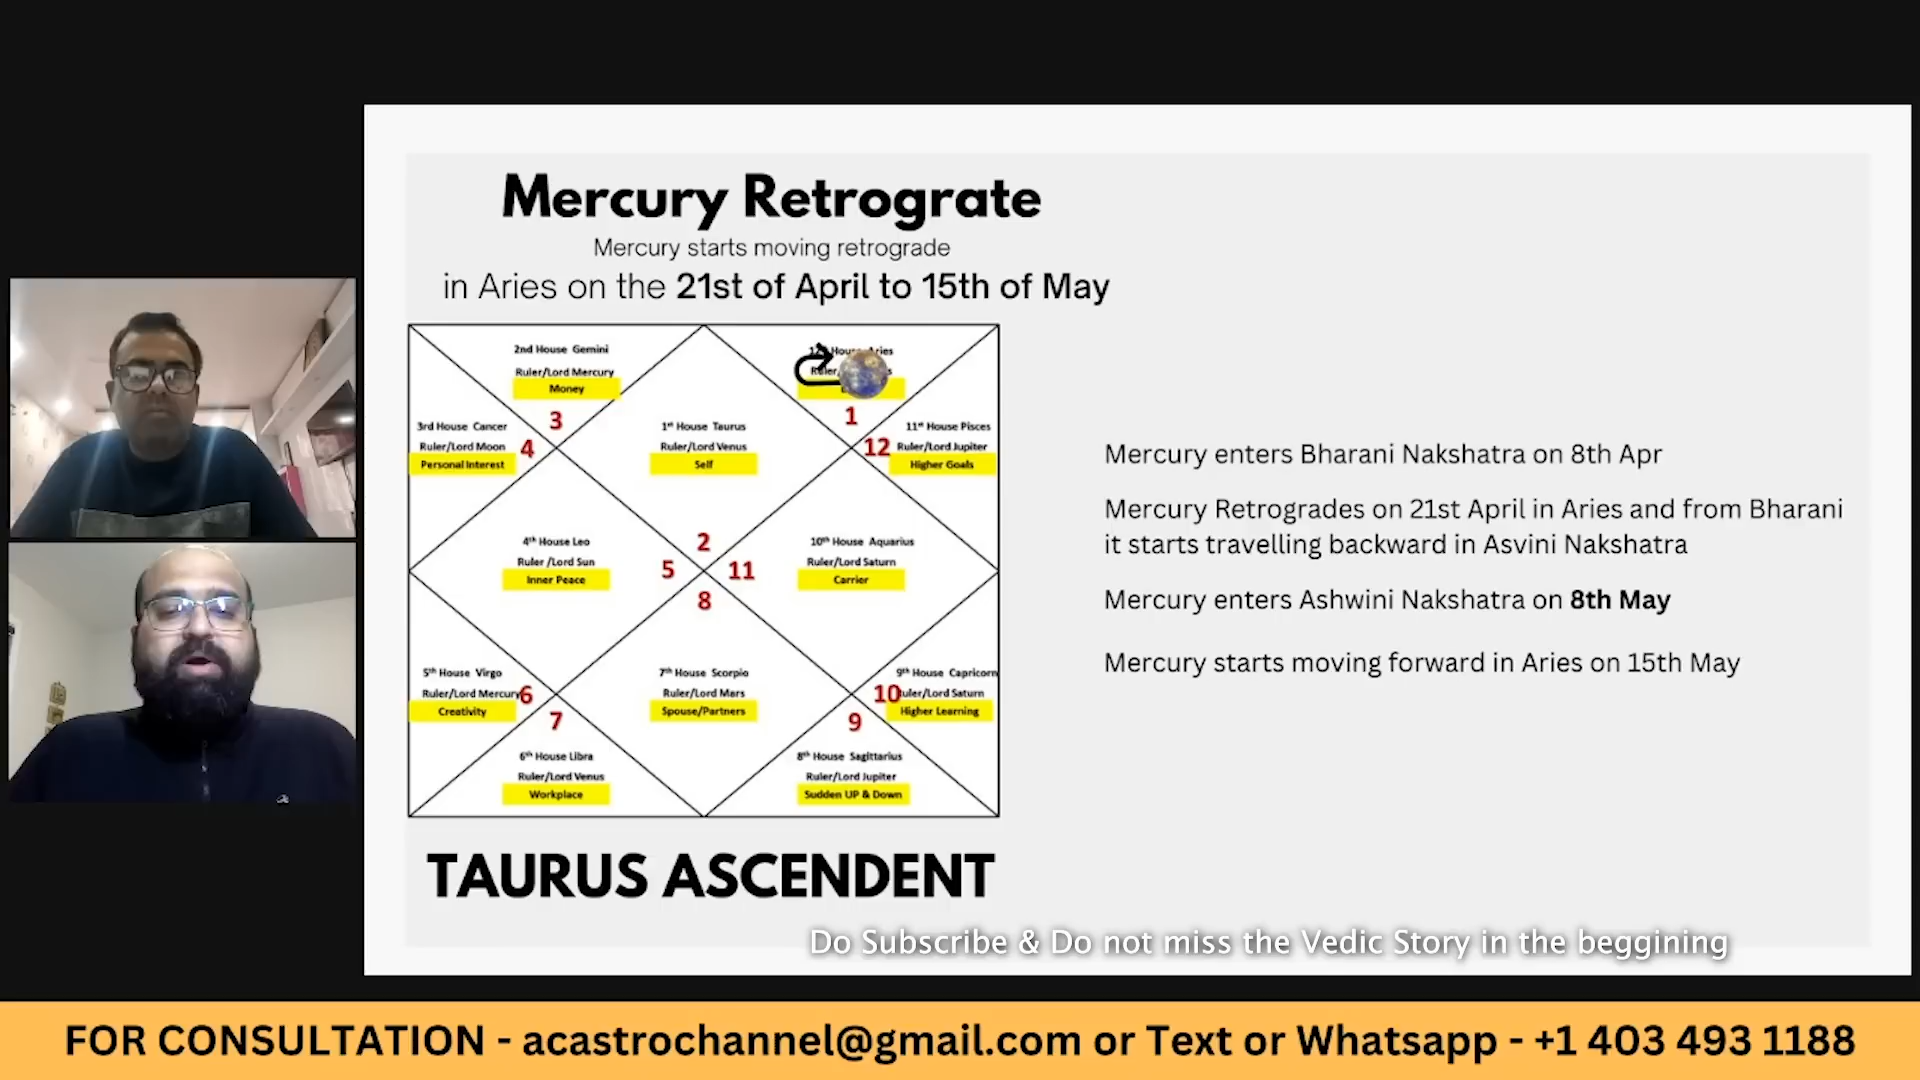 Mercury Retrograte
Mercury starts moving retrograde
in Aries on the 21st of April to 15th of May
2nd House Gemini
Ruler/Lord Mercury
Money
3
12 House Aries
1
3rd House Cancer
Ruler/Lord Moon
Personal Interest
4
1st House Taurus
Ruler/Lord Venus
Self
11st House Pisces
12 Ruler/Lord Jupiter
Higher Goals
4th House Leo
Ruler /Lord Sun
Inner Peace
2
5 11
8
10th House Aquarius
Ruler/Lord Saturn
Carrier
5th House Virgo
Ruler/Lord Mercury
6
Creativity
7
7th House Scorpio
Ruler/Lord Mars
Spouse/Partners
9th House Capricorn
10 Ruler/Lord Saturn
Higher Learning
9
6th House Libra
Ruler/Lord Venus
Workplace
8th House Sagittarius
Ruler/Lord Jupiter
Sudden UP & Down
TAURUS ASCENDENT
Mercury enters Bharani Nakshatra on 8th Apr
Mercury Retrogrades on 21st April in Aries and from Bharani
it starts travelling backward in Asvini Nakshatra
Mercury enters Ashwini Nakshatra on 8th May
Mercury starts moving forward in Aries on 15th May
Do Subscribe & Do not miss the Vedic Story in the beggining
FOR CONSULTATION - acastrochannel@gmail.com or Text or Whatsapp - +1 403 493 1188